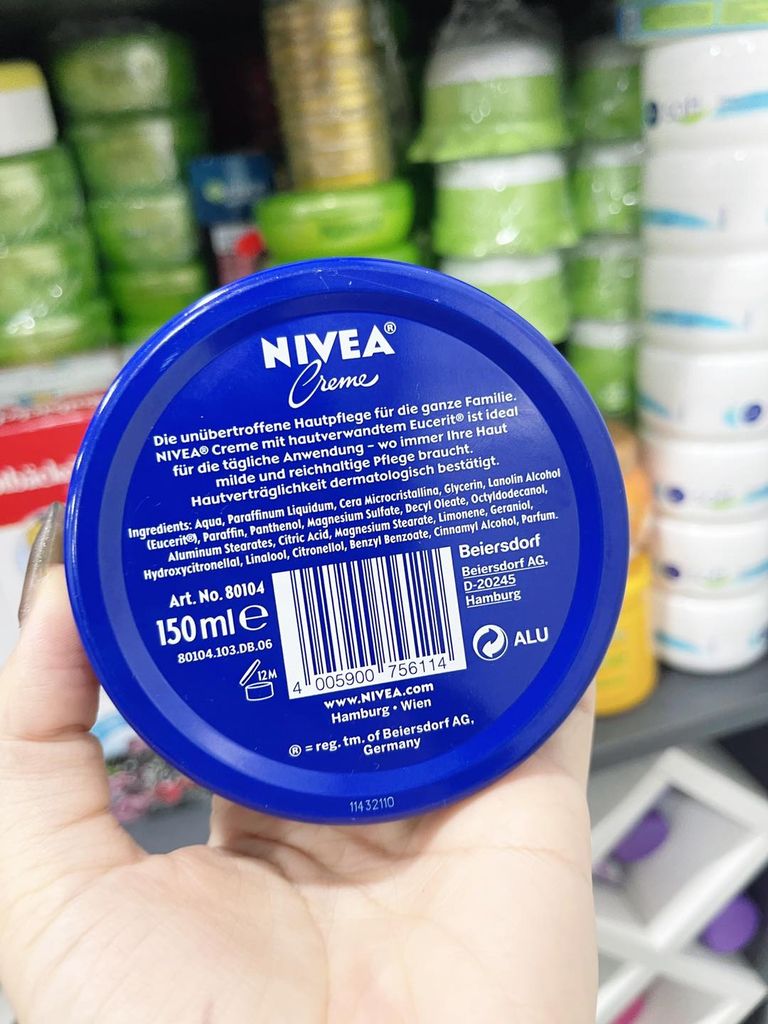 NIVEA®
Creme
Die unübertroffene Hautpflege für die ganze Familie.
NIVEA® Creme mit hautverwandtem Eucerit® ist ideal
für die tägliche Anwendung – wo immer Ihre Haut
milde und reichhaltige Pflege braucht.
Hautverträglichkeit dermatologisch bestätigt.
Ingredients: Aqua, Paraffinum Liquidum, Cera Microcristallina, Glycerin, Lanolin Alcohol
(Eucerit®), Paraffin, Panthenol, Magnesium Sulfate, Decyl Oleate, Octyldodecanol,
Aluminum Stearates, Citric Acid, Magnesium Stearate, Limonene, Geraniol,
Hydroxycitronellal, Linalool, Citronellol, Benzyl Benzoate, Cinnamyl Alcohol, Parfum.
Art. No. 80104
150 ml e
80104.103.DB.06
12M
4 005900 756114
Beiersdorf
Beiersdorf AG,
D-20245
Hamburg
ALU
www.NIVEA.com
Hamburg • Wien
® = reg. tm. of Beiersdorf AG,
Germany
11432110